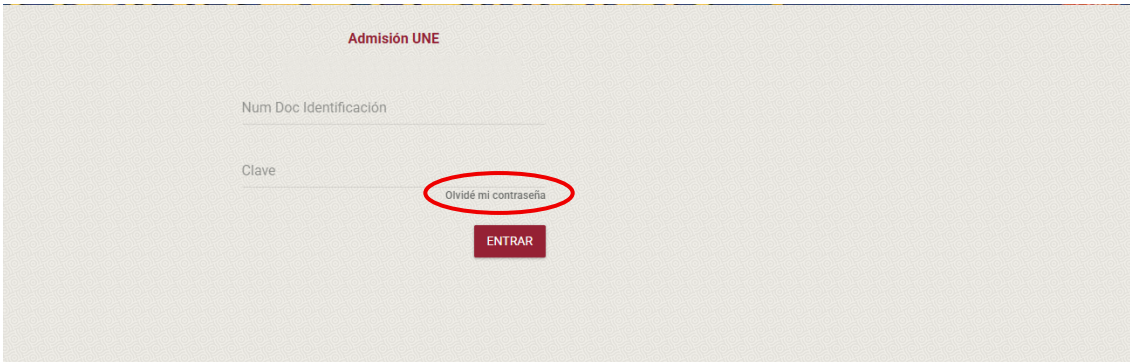 Admisión UNE
Num Doc Identificación
Clave
Olvidé mi contraseña
ENTRAR